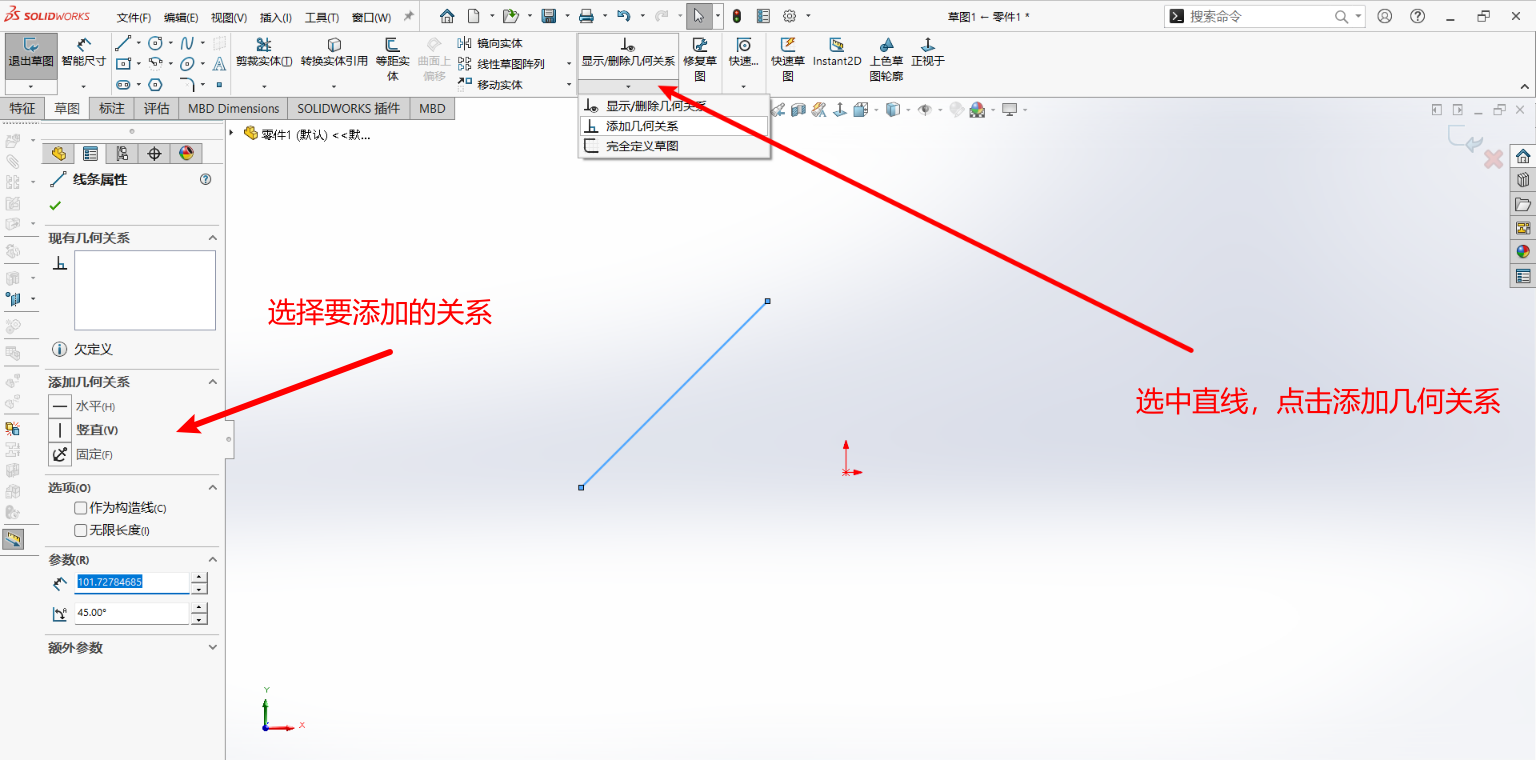 SOLIDWORKS 文件(F) 编辑(E) 视图(V) 插入(I) 工具(T) 窗口(W) 草图1 ← 零件1 * 搜索命令
退出草图 智能尺寸 剪裁实体(T) 转换实体引用 等距实体 曲面上偏移 镜向实体 显示/删除几何关系 修复草图 快速... 快速草图 Instant2D 上色草图轮廓 正视于
线性草图阵列
移动实体
特征 草图 标注 评估 MBD Dimensions SOLIDWORKS 插件 MBD
显示/删除几何关系
添加几何关系
完全定义草图
零件1 (默认) <<默...
线条属性
现有几何关系
选择要添加的关系
欠定义
添加几何关系
选中直线，点击添加几何关系
水平(H)
竖直(V)
固定(F)
选项(O)
作为构造线(C)
无限长度(I)
参数(R)
101.72784685
45.00°
额外参数
Y
X